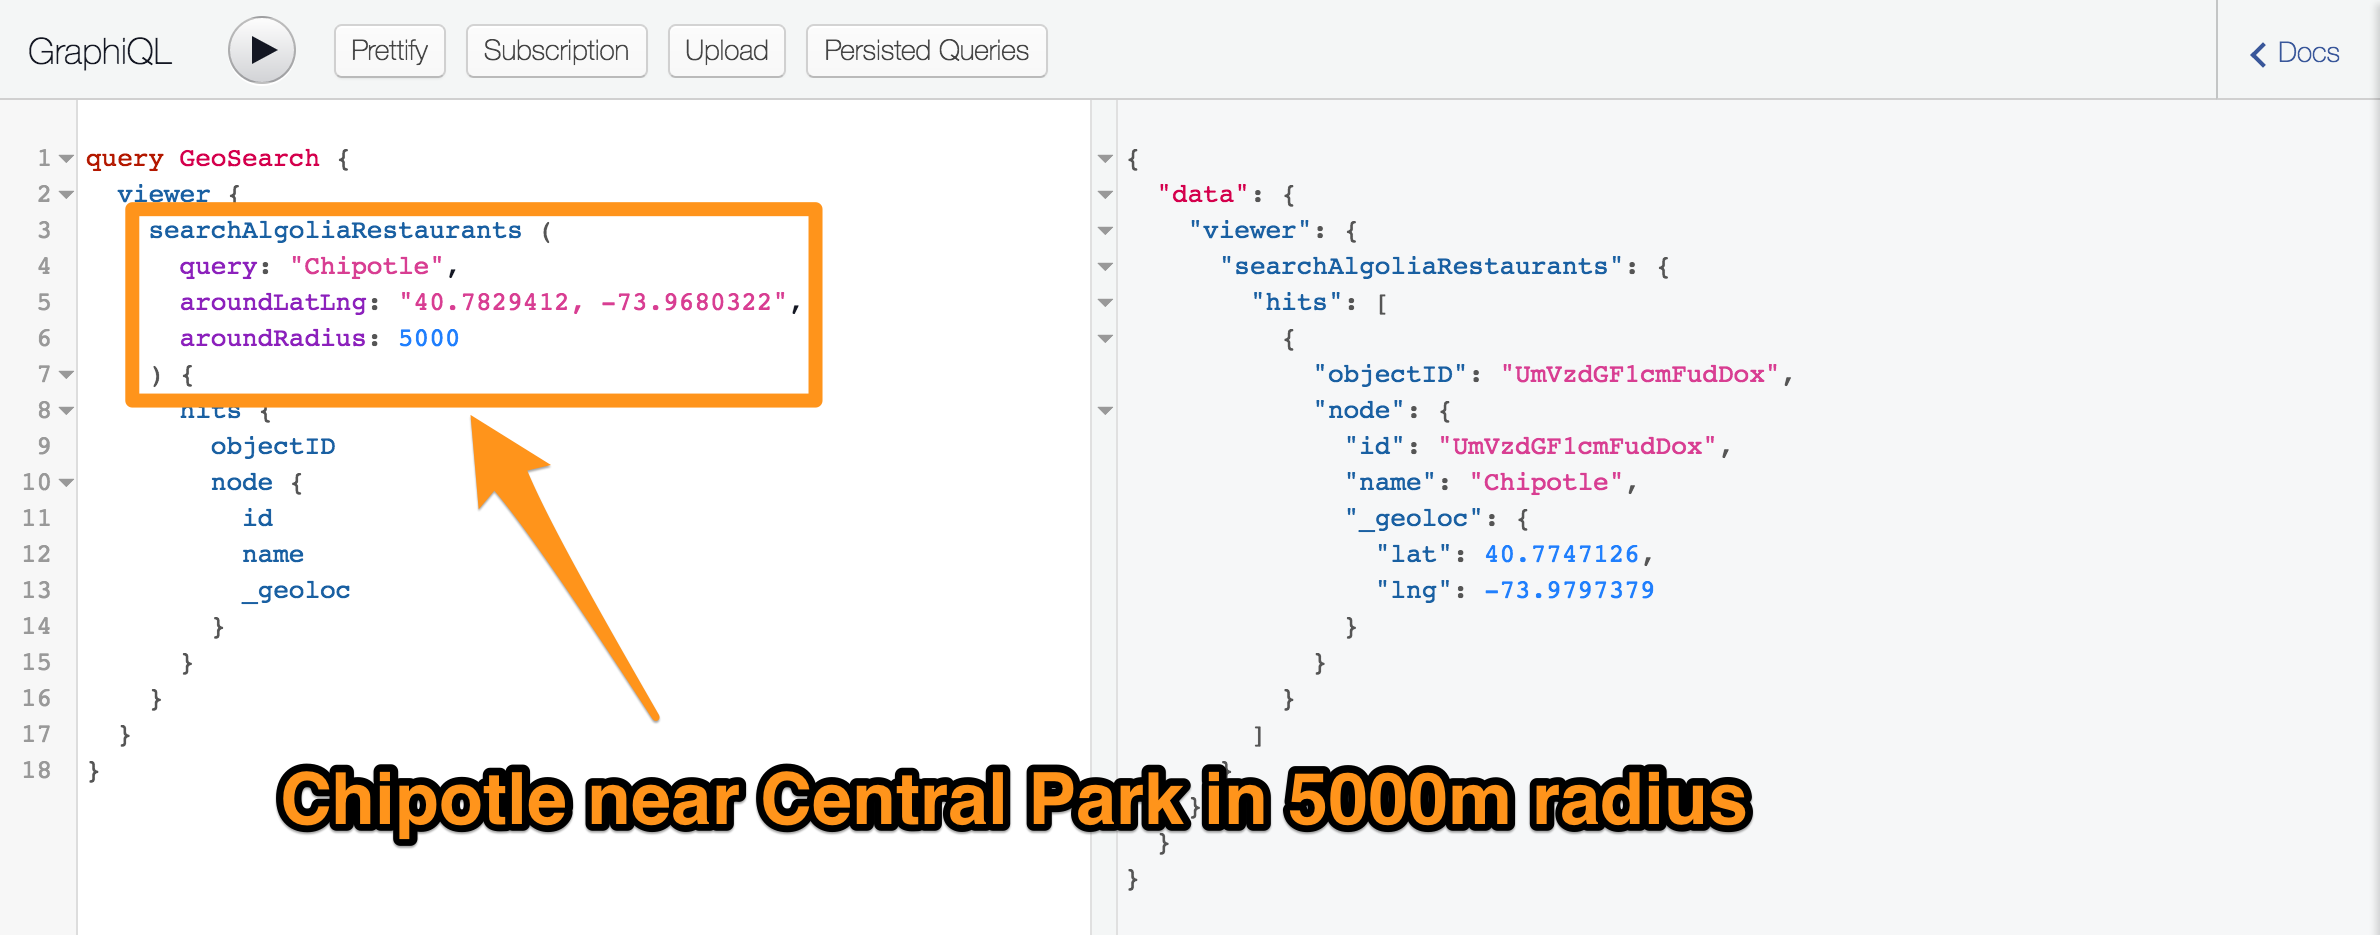 GraphiQL Prettify Subscription Upload Persisted Queries Docs
1 query GeoSearch {
2 viewer {
3 searchAlgoliaRestaurants (
4 query: "Chipotle",
5 aroundLatLng: "40.7829412, -73.9680322",
6 aroundRadius: 5000
7 ) {
8 hits {
9 objectID
10 node {
11 id
12 name
13 _geoloc
14 }
15 }
16 }
17 }
18 }
{
"data": {
"viewer": {
"searchAlgoliaRestaurants": {
"hits": [
{
"objectID": "UmVzdGF1cmFudDox",
"node": {
"id": "UmVzdGF1cmFudDox",
"name": "Chipotle",
"_geoloc": {
"lat": 40.7747126,
"lng": -73.9797379
}
}
}
]
}
}
}
}
Chipotle near Central Park in 5000m radius